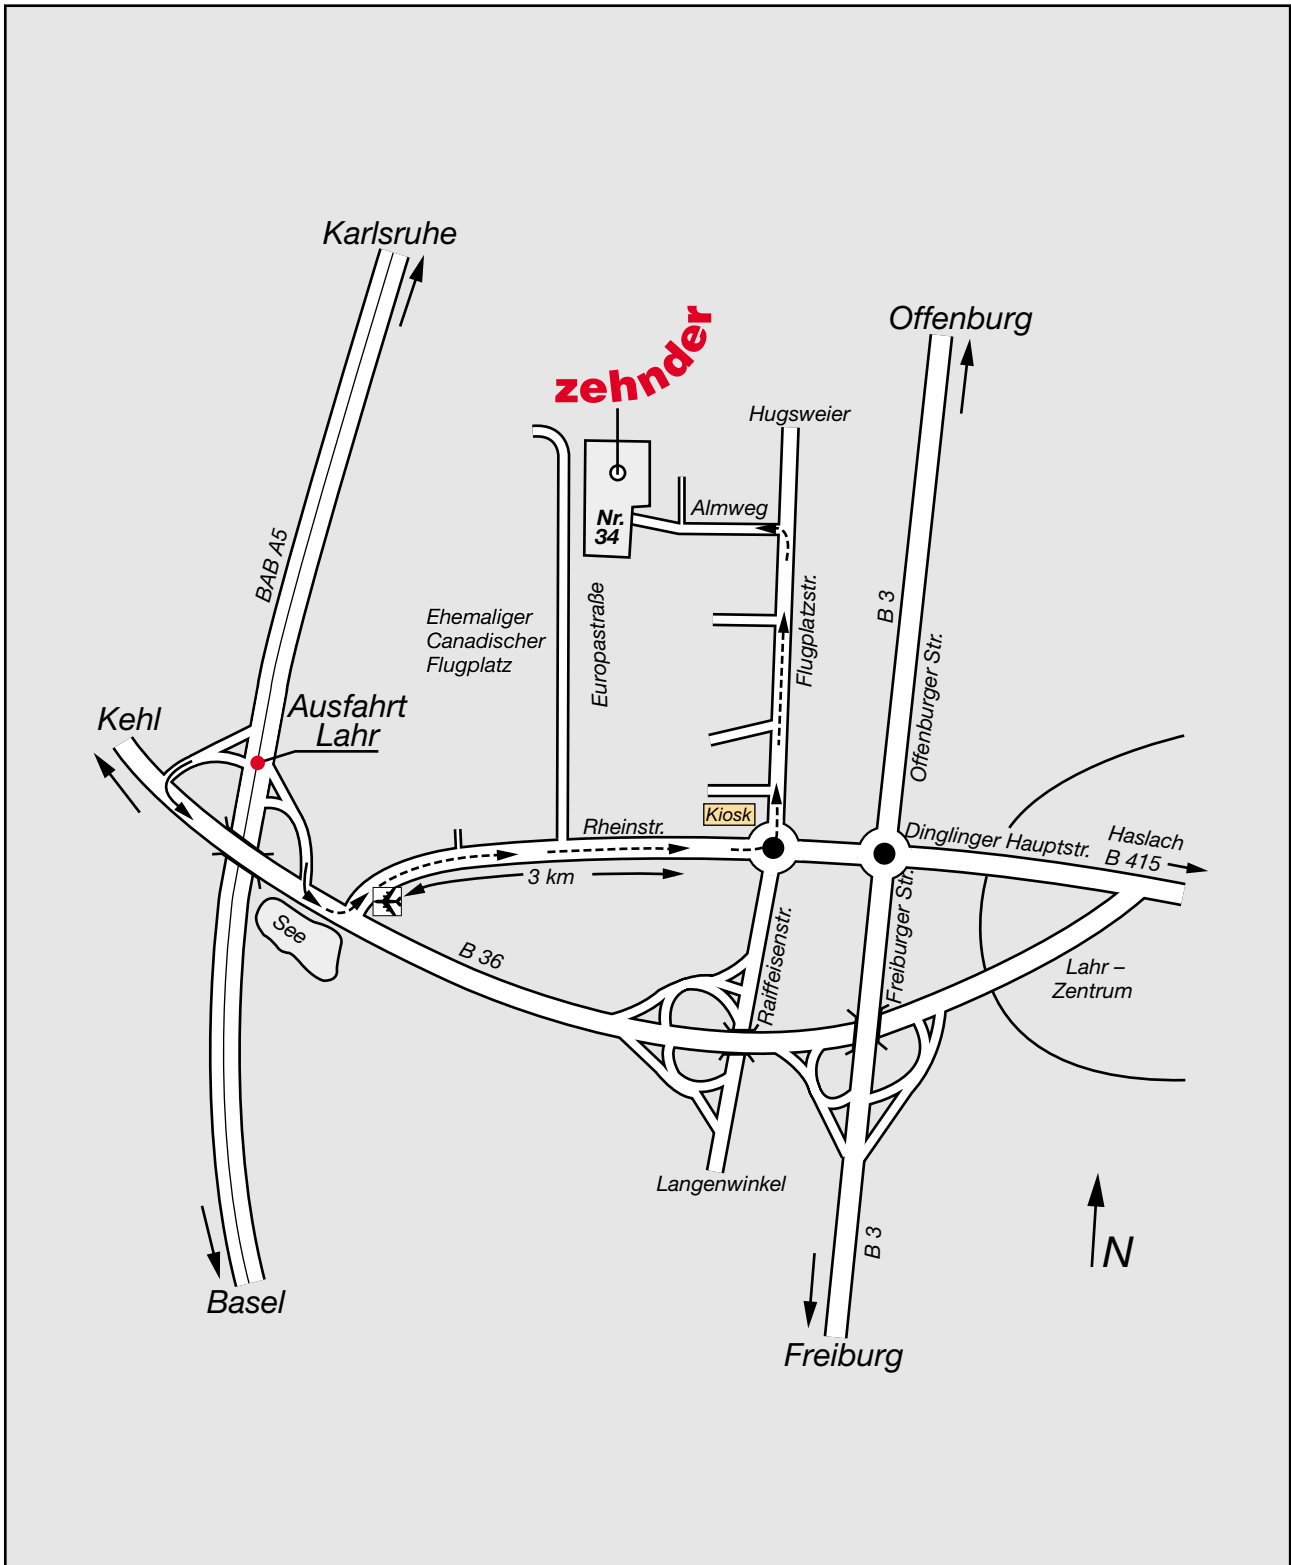 Karlsruhe
Offenburg
zehnder
Hugsweier
Almweg
Nr.
34
BAB A5
B 3
Ehemaliger
Canadischer
Flugplatz
Europastraße
Flugplatzstr.
Offenburger Str.
Kehl
Ausfahrt
Lahr
Kiosk
Rheinstr.
Dinglinger Hauptstr.
Haslach
B 415
3 km
See
B 36
Raiffeisenstr.
Freiburger Str.
Lahr –
Zentrum
Langenwinkel
B 3
N
Basel
Freiburg